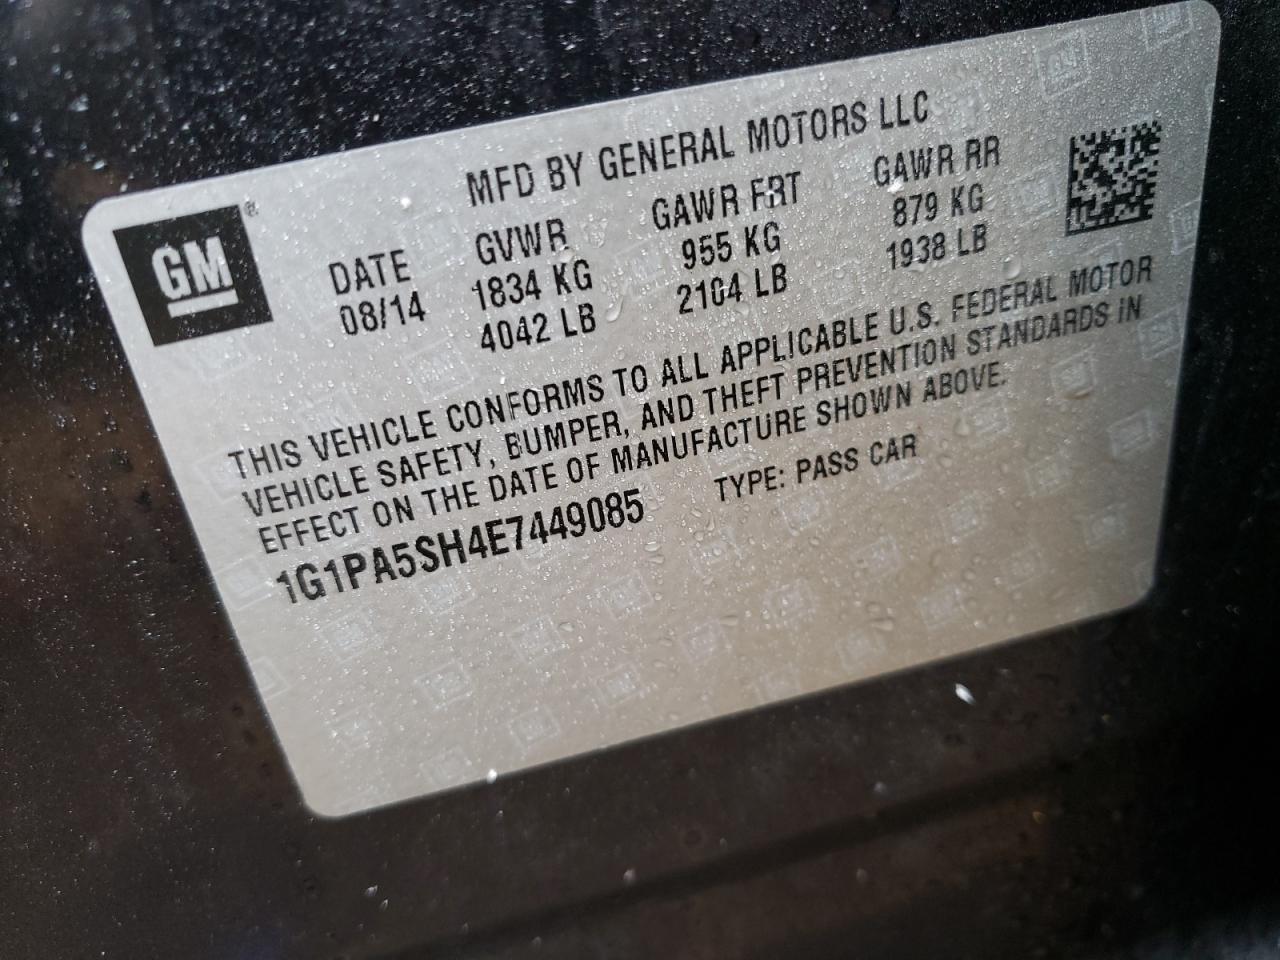 GM®
MFD BY GENERAL MOTORS LLC
DATE GVWR GAWR FRT GAWR RR
08/14 1834 KG 955 KG 879 KG
4042 LB 2104 LB 1938 LB
THIS VEHICLE CONFORMS TO ALL APPLICABLE U.S. FEDERAL MOTOR
VEHICLE SAFETY, BUMPER, AND THEFT PREVENTION STANDARDS IN
EFFECT ON THE DATE OF MANUFACTURE SHOWN ABOVE.
1G1PA5SH4E7449085 TYPE: PASS CAR